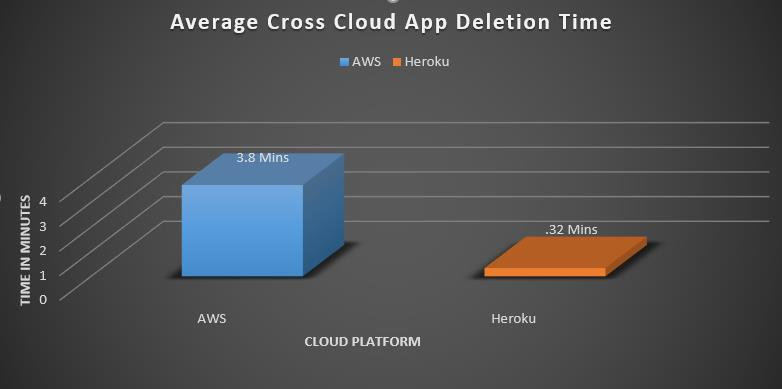 Average Cross Cloud App Deletion Time
AWS Heroku
3.8 Mins
.32 Mins
4
3
2
1
0
TIME IN MINUTES
AWS Heroku
CLOUD PLATFORM